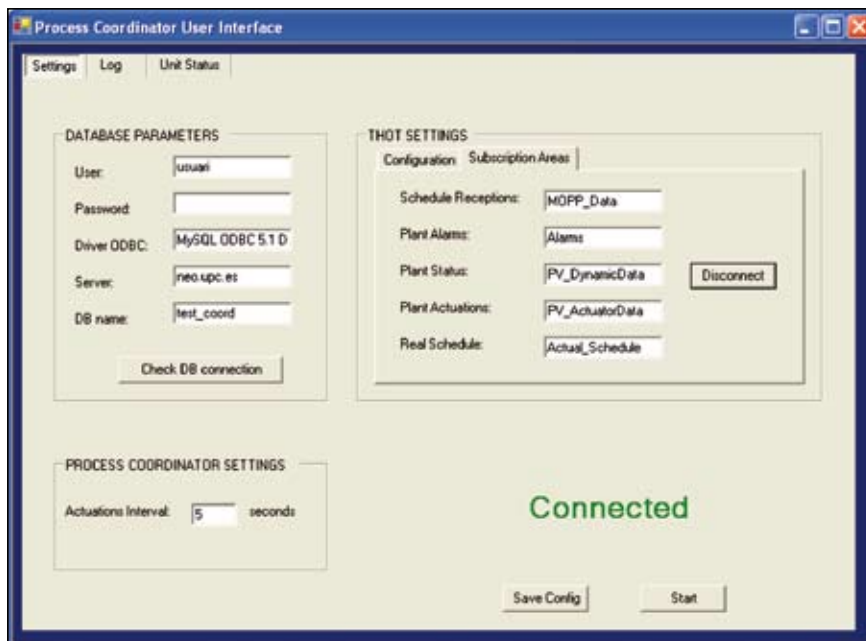 Process Coordinator User Interface
Settings Log Unit Status
DATABASE PARAMETERS
User: usuari
Password:
Driver ODBC: MySQL ODBC 5.1 D
Server: neo.upc.es
DB name: test_coord
Check DB connection
THOT SETTINGS
Configuration Subscription Areas
Schedule Receptions: MOPP_Data
Plant Alarms: Alarms
Plant Status: PV_DynamicData
Disconnect
Plant Actuations: PV_ActuatorData
Real Schedule: Actual_Schedule
PROCESS COORDINATOR SETTINGS
Actuations Interval: 5 seconds
Connected
Save Config Start